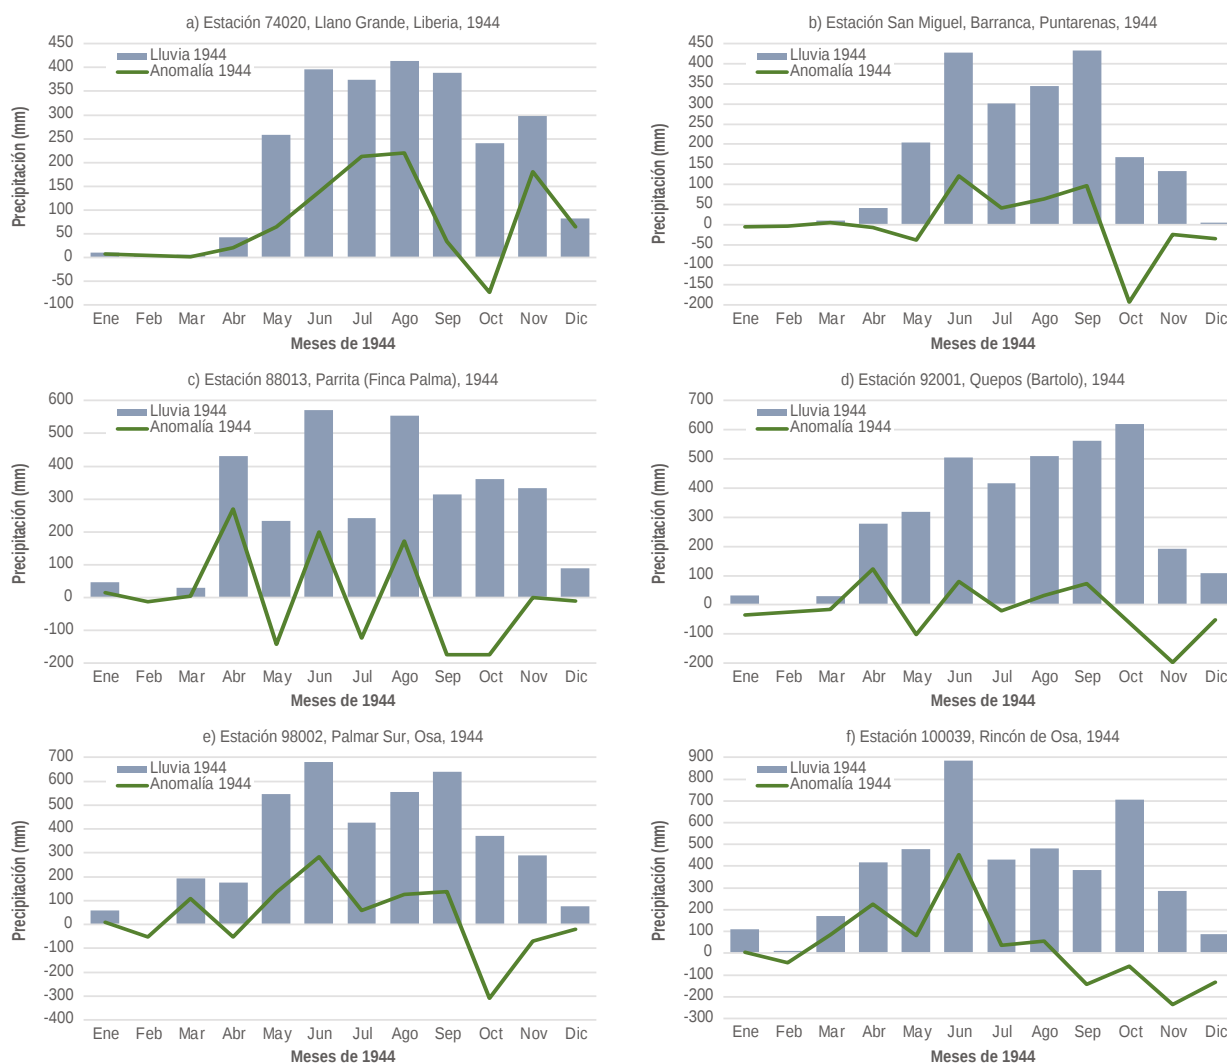 a) Estación 74020, Llano Grande, Liberia, 1944
450
400
350
300
250
200
150
100
50
0
-50
-100
Precipitación (mm)
Lluvia 1944
Anomalía 1944
Ene Feb Mar Abr May Jun Jul Ago Sep Oct Nov Dic
Meses de 1944
b) Estación San Miguel, Barranca, Puntarenas, 1944
450
400
350
300
250
200
150
100
50
0
-50
-100
-150
-200
Precipitación (mm)
Lluvia 1944
Anomalía 1944
Ene Feb Mar Abr May Jun Jul Ago Sep Oct Nov Dic
Meses de 1944
c) Estación 88013, Parrita (Finca Palma), 1944
600
500
400
300
200
100
0
-100
-200
Precipitación (mm)
Lluvia 1944
Anomalía 1944
Ene Feb Mar Abr May Jun Jul Ago Sep Oct Nov Dic
Meses de 1944
d) Estación 92001, Quepos (Bartolo), 1944
700
600
500
400
300
200
100
0
-100
-200
Precipitación (mm)
Lluvia 1944
Anomalía 1944
Ene Feb Mar Abr May Jun Jul Ago Sep Oct Nov Dic
Meses de 1944
e) Estación 98002, Palmar Sur, Osa, 1944
700
600
500
400
300
200
100
0
-100
-200
-300
-400
Precipitación (mm)
Lluvia 1944
Anomalía 1944
Ene Feb Mar Abr May Jun Jul Ago Sep Oct Nov Dic
Meses de 1944
f) Estación 100039, Rincón de Osa, 1944
900
800
700
600
500
400
300
200
100
0
-100
-200
-300
Precipitación (mm)
Lluvia 1944
Anomalía 1944
Ene Feb Mar Abr May Jun Jul Ago Sep Oct Nov Dic
Meses de 1944